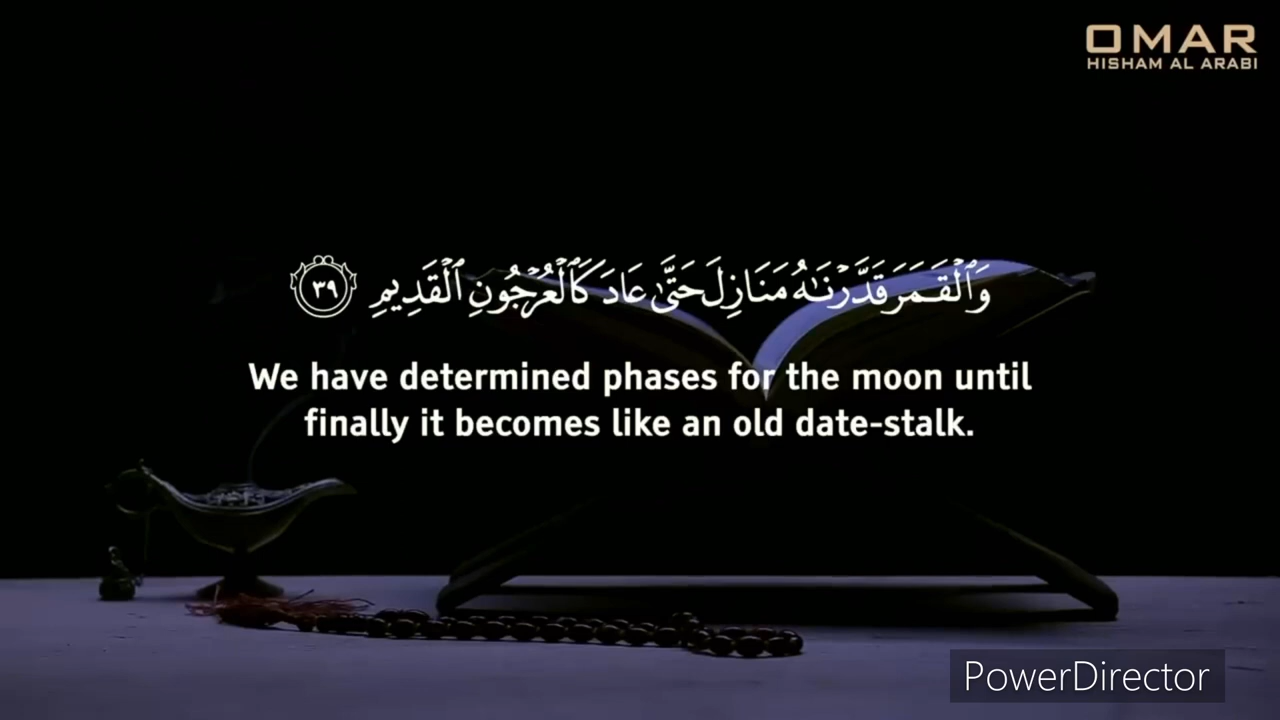 OMAR
HISHAM AL ARABI
وَٱلْقَمَرَ قَدَّرْنَـٰهُ مَنَازِلَ حَتَّىٰ عَادَ كَٱلْعُرْجُونِ ٱلْقَدِيمِ ٣٩
We have determined phases for the moon until
finally it becomes like an old date-stalk.
PowerDirector